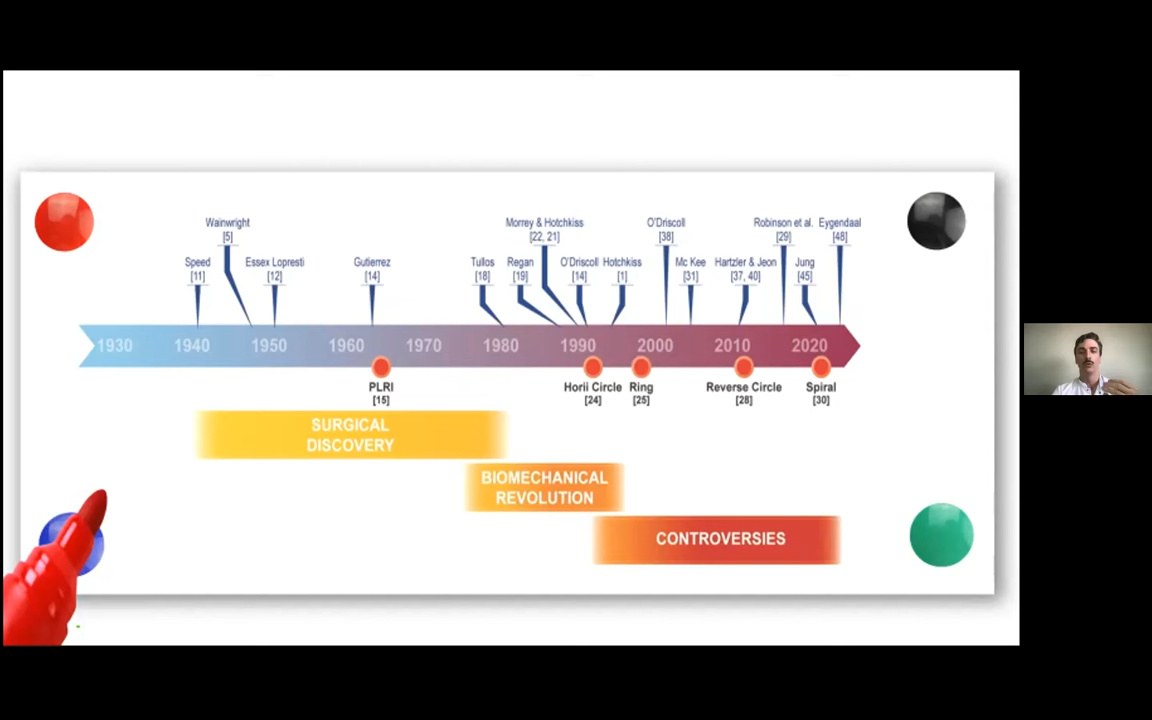 Wainwright
[5]
Morrey & Hotchkiss
[22, 21]
O'Driscoll
[38]
Robinson et al.
[29]
Eygendaal
[48]
Speed
[11]
Essex Lopresti
[12]
Gutierrez
[14]
Tullos
[18]
Regan
[19]
O'Driscoll
[14]
Hotchkiss
[1]
Mc Kee
[31]
Hartzler & Jeon
[37, 40]
Jung
[45]
1930 1940 1950 1960 1970 1980 1990 2000 2010 2020
PLRI
[15]
Horii Circle
[24]
Ring
[25]
Reverse Circle
[28]
Spiral
[30]
SURGICAL
DISCOVERY
BIOMECHANICAL
REVOLUTION
CONTROVERSIES